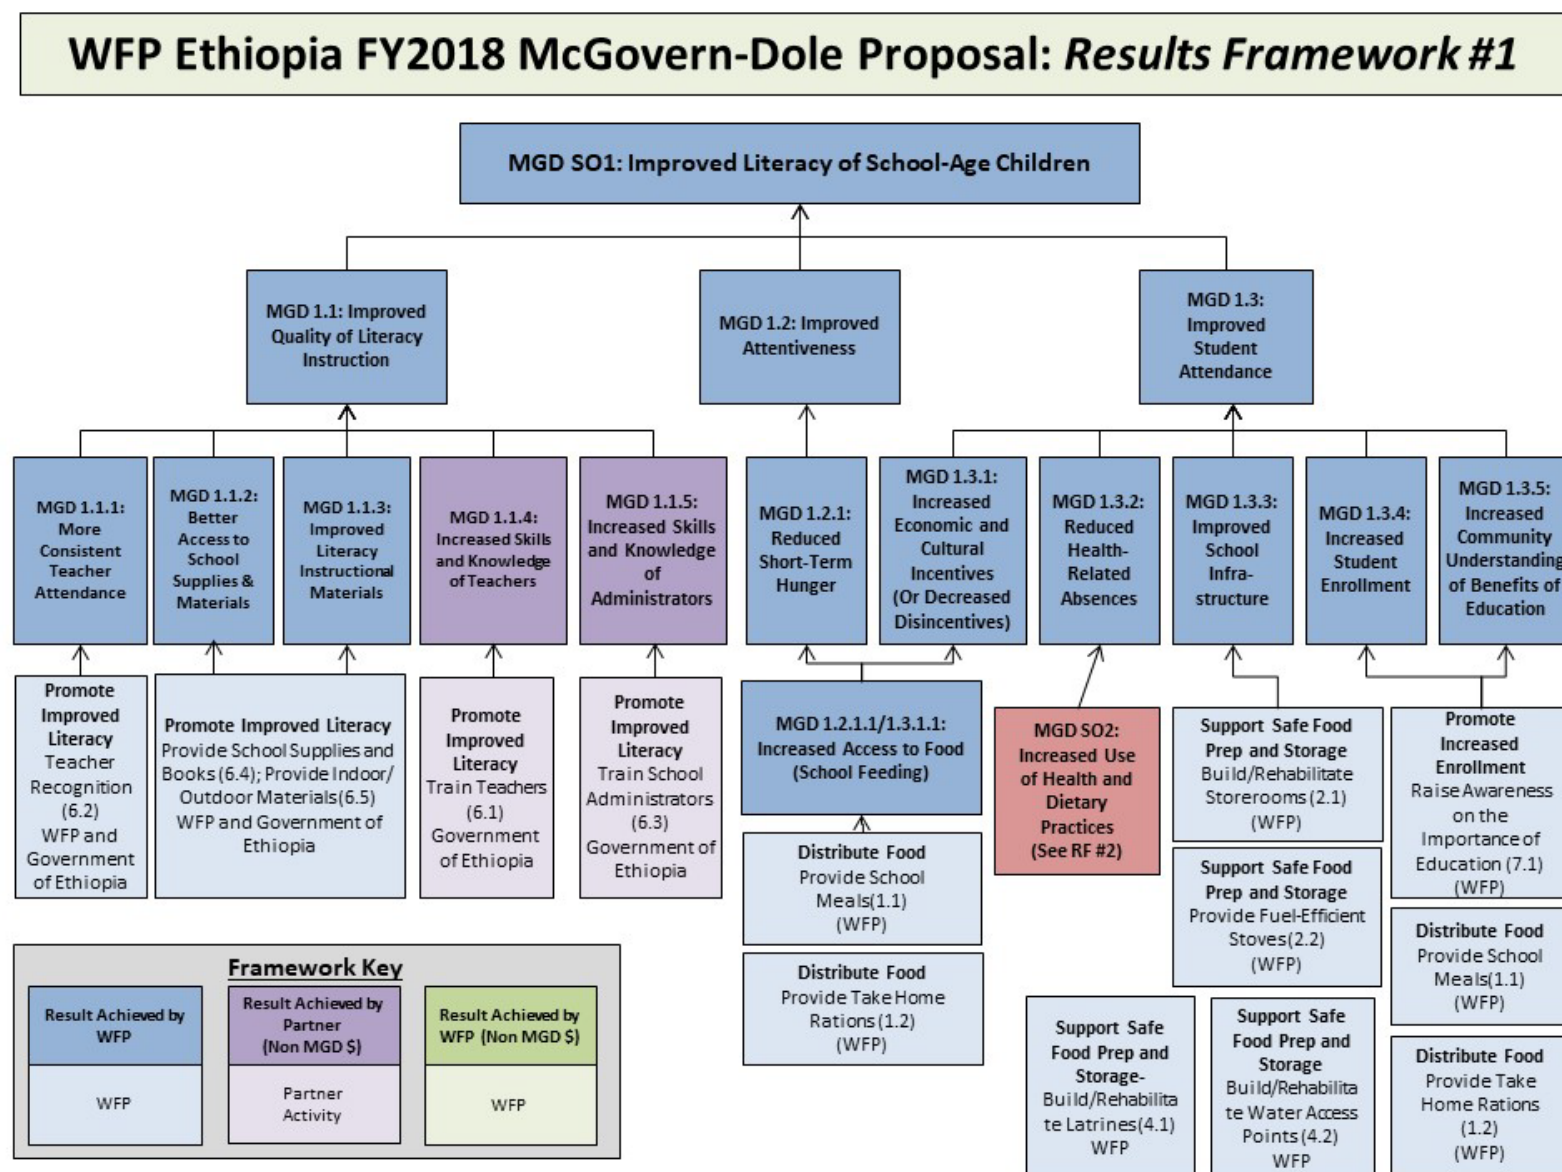 WFP Ethiopia FY2018 McGovern-Dole Proposal: Results Framework #1
MGD SO1: Improved Literacy of School-Age Children
MGD 1.1: Improved
Quality of Literacy
Instruction
MGD 1.2: Improved
Attentiveness
MGD 1.3:
Improved
Student
Attendance
MGD 1.1.1:
More
Consistent
Teacher
Attendance
MGD 1.1.2:
Better
Access to
School
Supplies &
Materials
MGD 1.1.3:
Improved
Literacy
Instructional
Materials
MGD 1.1.4:
Increased Skills
and Knowledge
of Teachers
MGD 1.1.5:
Increased Skills
and Knowledge
of
Administrators
MGD 1.2.1:
Reduced
Short-Term
Hunger
MGD 1.3.1:
Increased
Economic and
Cultural
Incentives
(Or Decreased
Disincentives)
MGD 1.3.2:
Reduced
Health-
Related
Absences
MGD 1.3.3:
Improved
School
Infra-
structure
MGD 1.3.4:
Increased
Student
Enrollment
MGD 1.3.5:
Increased
Community
Understanding
of Benefits of
Education
Promote
Improved
Literacy
Teacher
Recognition
(6.2)
WFP and
Government
of Ethiopia
Promote Improved Literacy
Provide School Supplies and
Books (6.4); Provide Indoor/
Outdoor Materials (6.5)
WFP and Government of
Ethiopia
Promote
Improved
Literacy
Train Teachers
(6.1)
Government
of Ethiopia
Promote
Improved
Literacy
Train School
Administrators
(6.3)
Government of
Ethiopia
MGD 1.2.1.1/1.3.1.1:
Increased Access to Food
(School Feeding)
Distribute Food
Provide School
Meals (1.1)
(WFP)
Distribute Food
Provide Take Home
Rations (1.2)
(WFP)
MGD SO2:
Increased Use
of Health and
Dietary
Practices
(See RF #2)
Support Safe Food
Prep and Storage
Build/Rehabilitate
Storerooms (2.1)
(WFP)
Support Safe Food
Prep and Storage
Provide Fuel-Efficient
Stoves (2.2)
(WFP)
Support Safe
Food Prep and
Storage-
Build/Rehabilita
te Latrines (4.1)
WFP
Support Safe
Food Prep and
Storage
Build/Rehabilita
te Water Access
Points (4.2)
WFP
Promote
Increased
Enrollment
Raise Awareness
on the
Importance of
Education (7.1)
(WFP)
Distribute Food
Provide School
Meals (1.1)
(WFP)
Distribute Food
Provide Take
Home Rations
(1.2)
(WFP)
Framework Key
Result Achieved by
WFP
WFP
Result Achieved by
Partner
(Non MGD $)
Partner
Activity
Result Achieved by
WFP (Non MGD $)
WFP